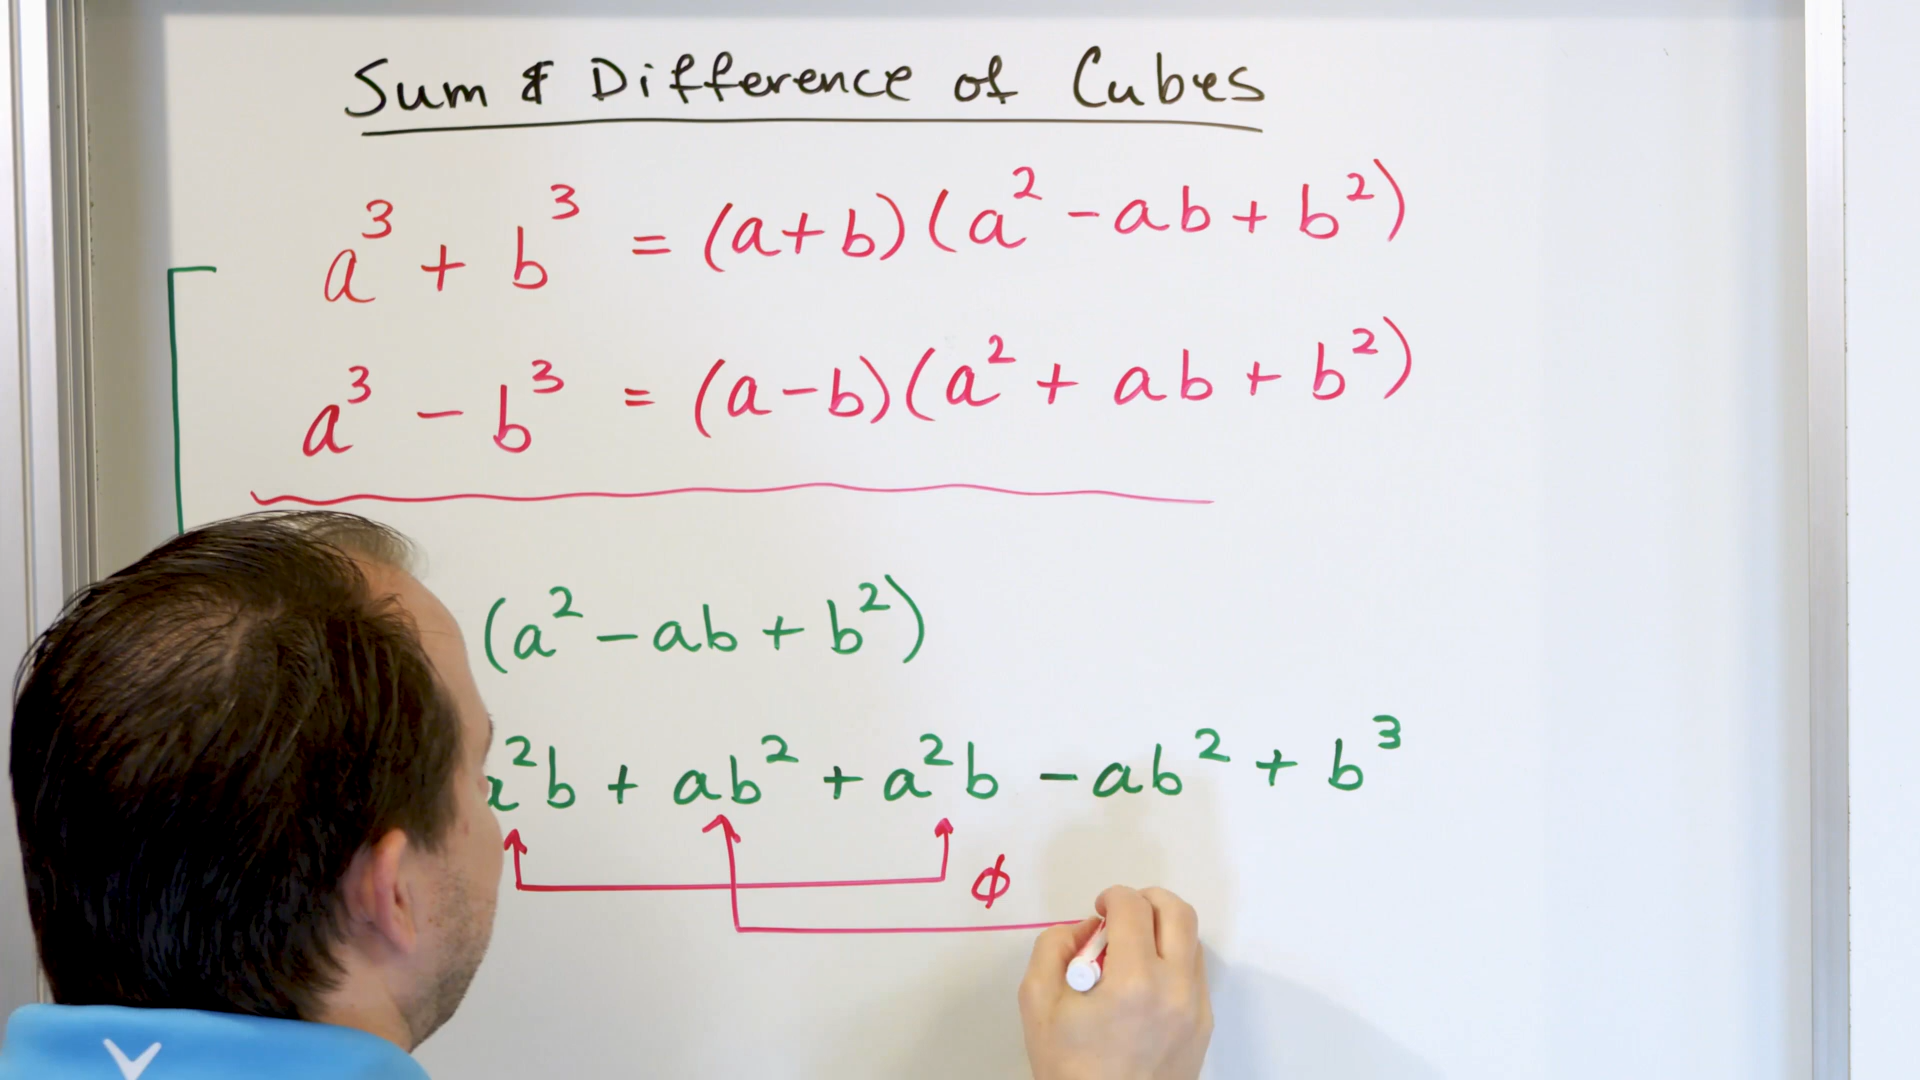 Sum & Difference of Cubes
a³ + b³ = (a+b)(a² - ab + b²)
a³ - b³ = (a-b)(a² + ab + b²)
(a² - ab + b²)
²b + ab² + a²b - ab² + b³
ϕ